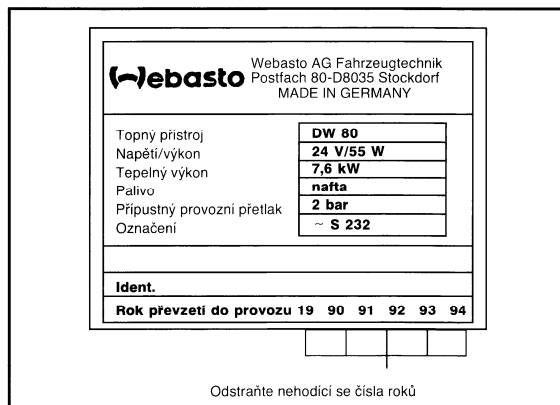 Webasto
Webasto AG Fahrzeugtechnik
Postfach 80-D8035 Stockdorf
MADE IN GERMANY
Topný přístroj DW 80
Napětí/výkon 24 V/55 W
Tepelný výkon 7,6 kW
Palivo nafta
Přípustný provozní přetlak 2 bar
Označení ~ S 232
Ident.
Rok převzetí do provozu 19 90 91 92 93 94
Odstraňte nehodící se čísla roků